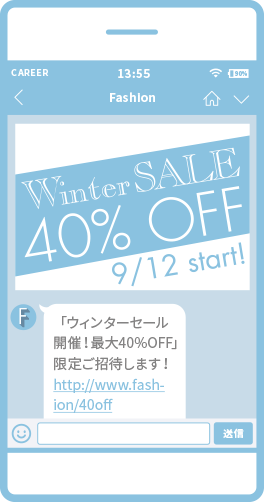 CAREER 13:55 90%
Fashion
Winter SALE
40% OFF
9/12 start!
F
「ウィンターセール
開催！最大40%OFF」
限定ご招待します！
http://www.fash-
ion/40off
送信